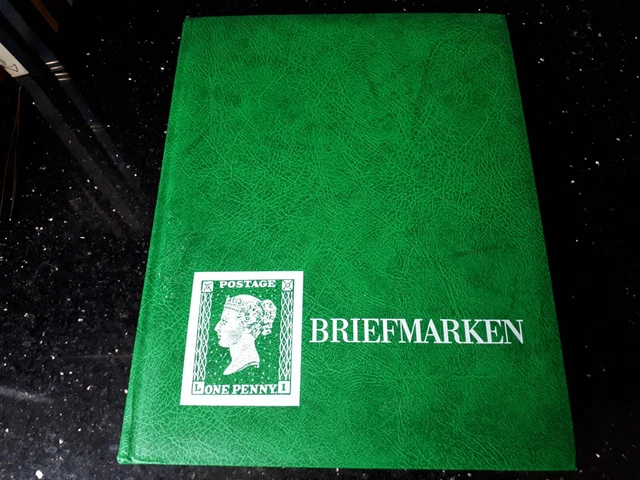 POSTAGE
BRIEFMARKEN
L ONE PENNY. I